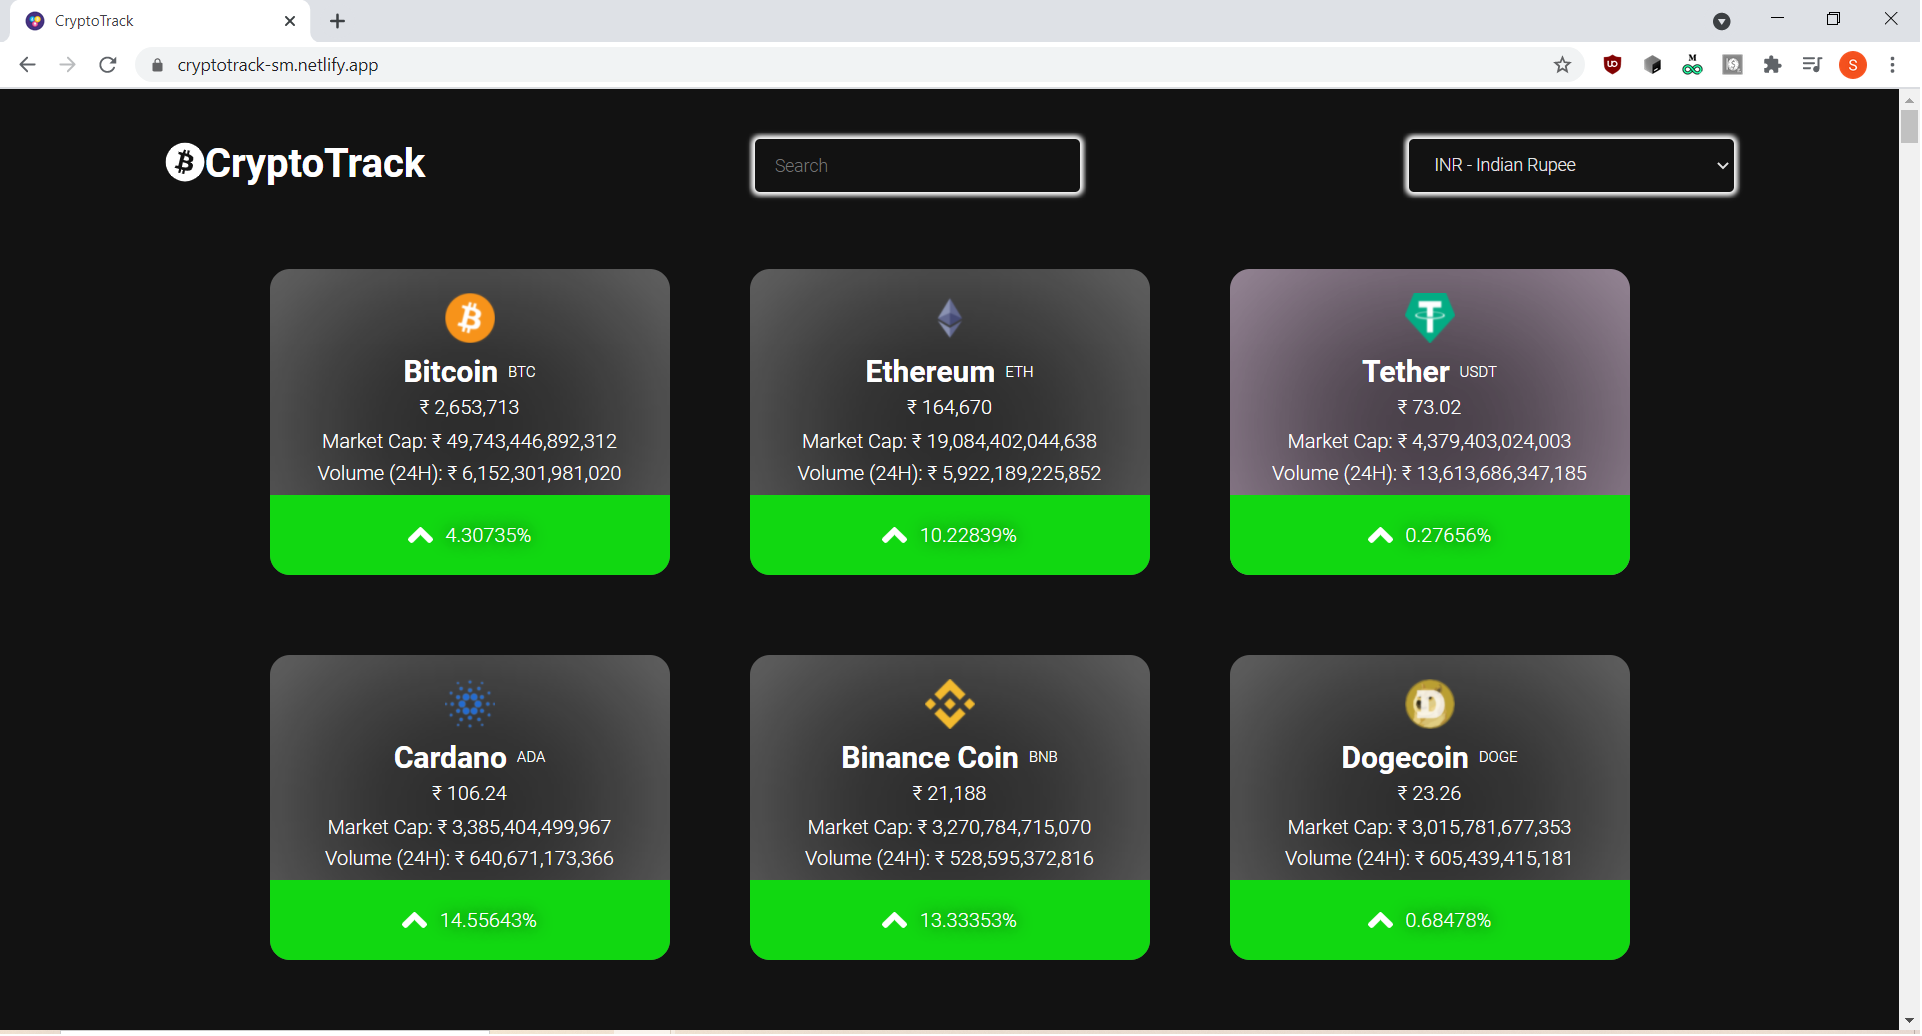 CryptoTrack
cryptotrack-sm.netlify.app
S
CryptoTrack
Search
INR - Indian Rupee
Bitcoin BTC
₹ 2,653,713
Market Cap: ₹ 49,743,446,892,312
Volume (24H): ₹ 6,152,301,981,020
4.30735%
Ethereum ETH
₹ 164,670
Market Cap: ₹ 19,084,402,044,638
Volume (24H): ₹ 5,922,189,225,852
10.22839%
Tether USDT
₹ 73.02
Market Cap: ₹ 4,379,403,024,003
Volume (24H): ₹ 13,613,686,347,185
0.27656%
Cardano ADA
₹ 106.24
Market Cap: ₹ 3,385,404,499,967
Volume (24H): ₹ 640,671,173,366
14.55643%
Binance Coin BNB
₹ 21,188
Market Cap: ₹ 3,270,784,715,070
Volume (24H): ₹ 528,595,372,816
13.33353%
Dogecoin DOGE
₹ 23.26
Market Cap: ₹ 3,015,781,677,353
Volume (24H): ₹ 605,439,415,181
0.68478%